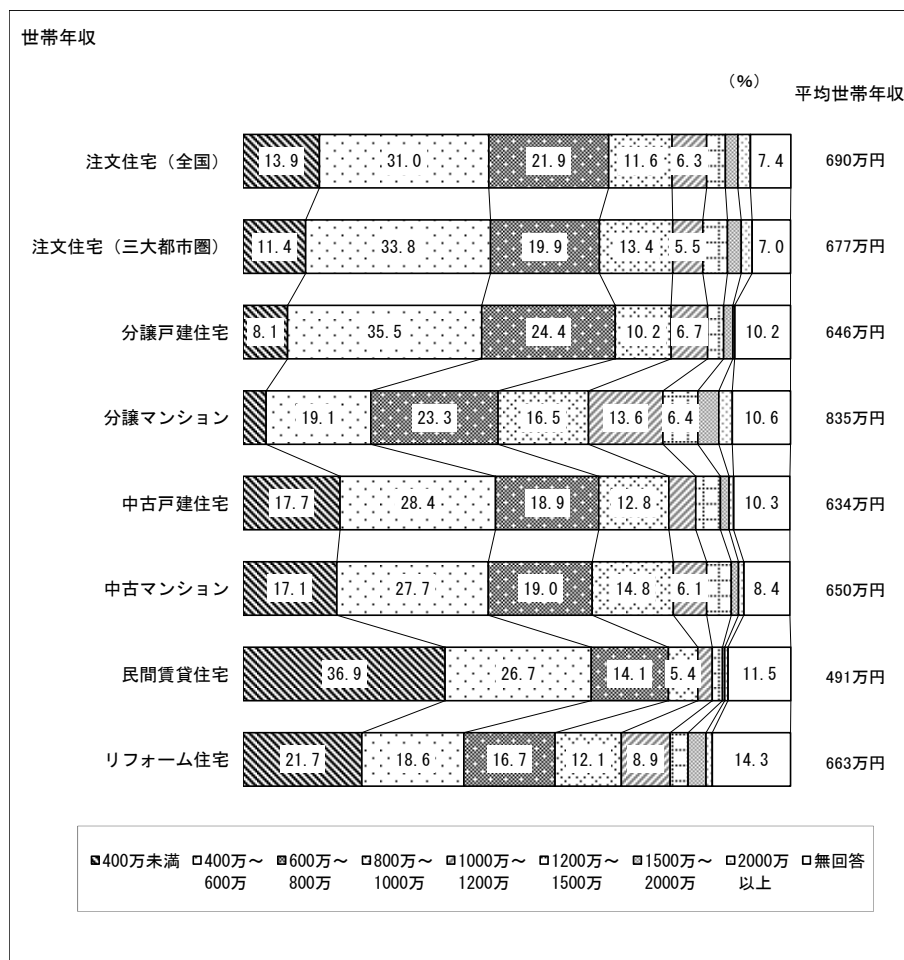 世帯年収
（%）
平均世帯年収
注文住宅（全国） 13.9 31.0 21.9 11.6 6.3 7.4 690万円
注文住宅（三大都市圏） 11.4 33.8 19.9 13.4 5.5 7.0 677万円
分譲戸建住宅 8.1 35.5 24.4 10.2 6.7 10.2 646万円
分譲マンション 19.1 23.3 16.5 13.6 6.4 10.6 835万円
中古戸建住宅 17.7 28.4 18.9 12.8 10.3 634万円
中古マンション 17.1 27.7 19.0 14.8 6.1 8.4 650万円
民間賃貸住宅 36.9 26.7 14.1 5.4 11.5 491万円
リフォーム住宅 21.7 18.6 16.7 12.1 8.9 14.3 663万円
400万未満
400万～
600万
600万～
800万
800万～
1000万
1000万～
1200万
1200万～
1500万
1500万～
2000万
2000万
以上
無回答